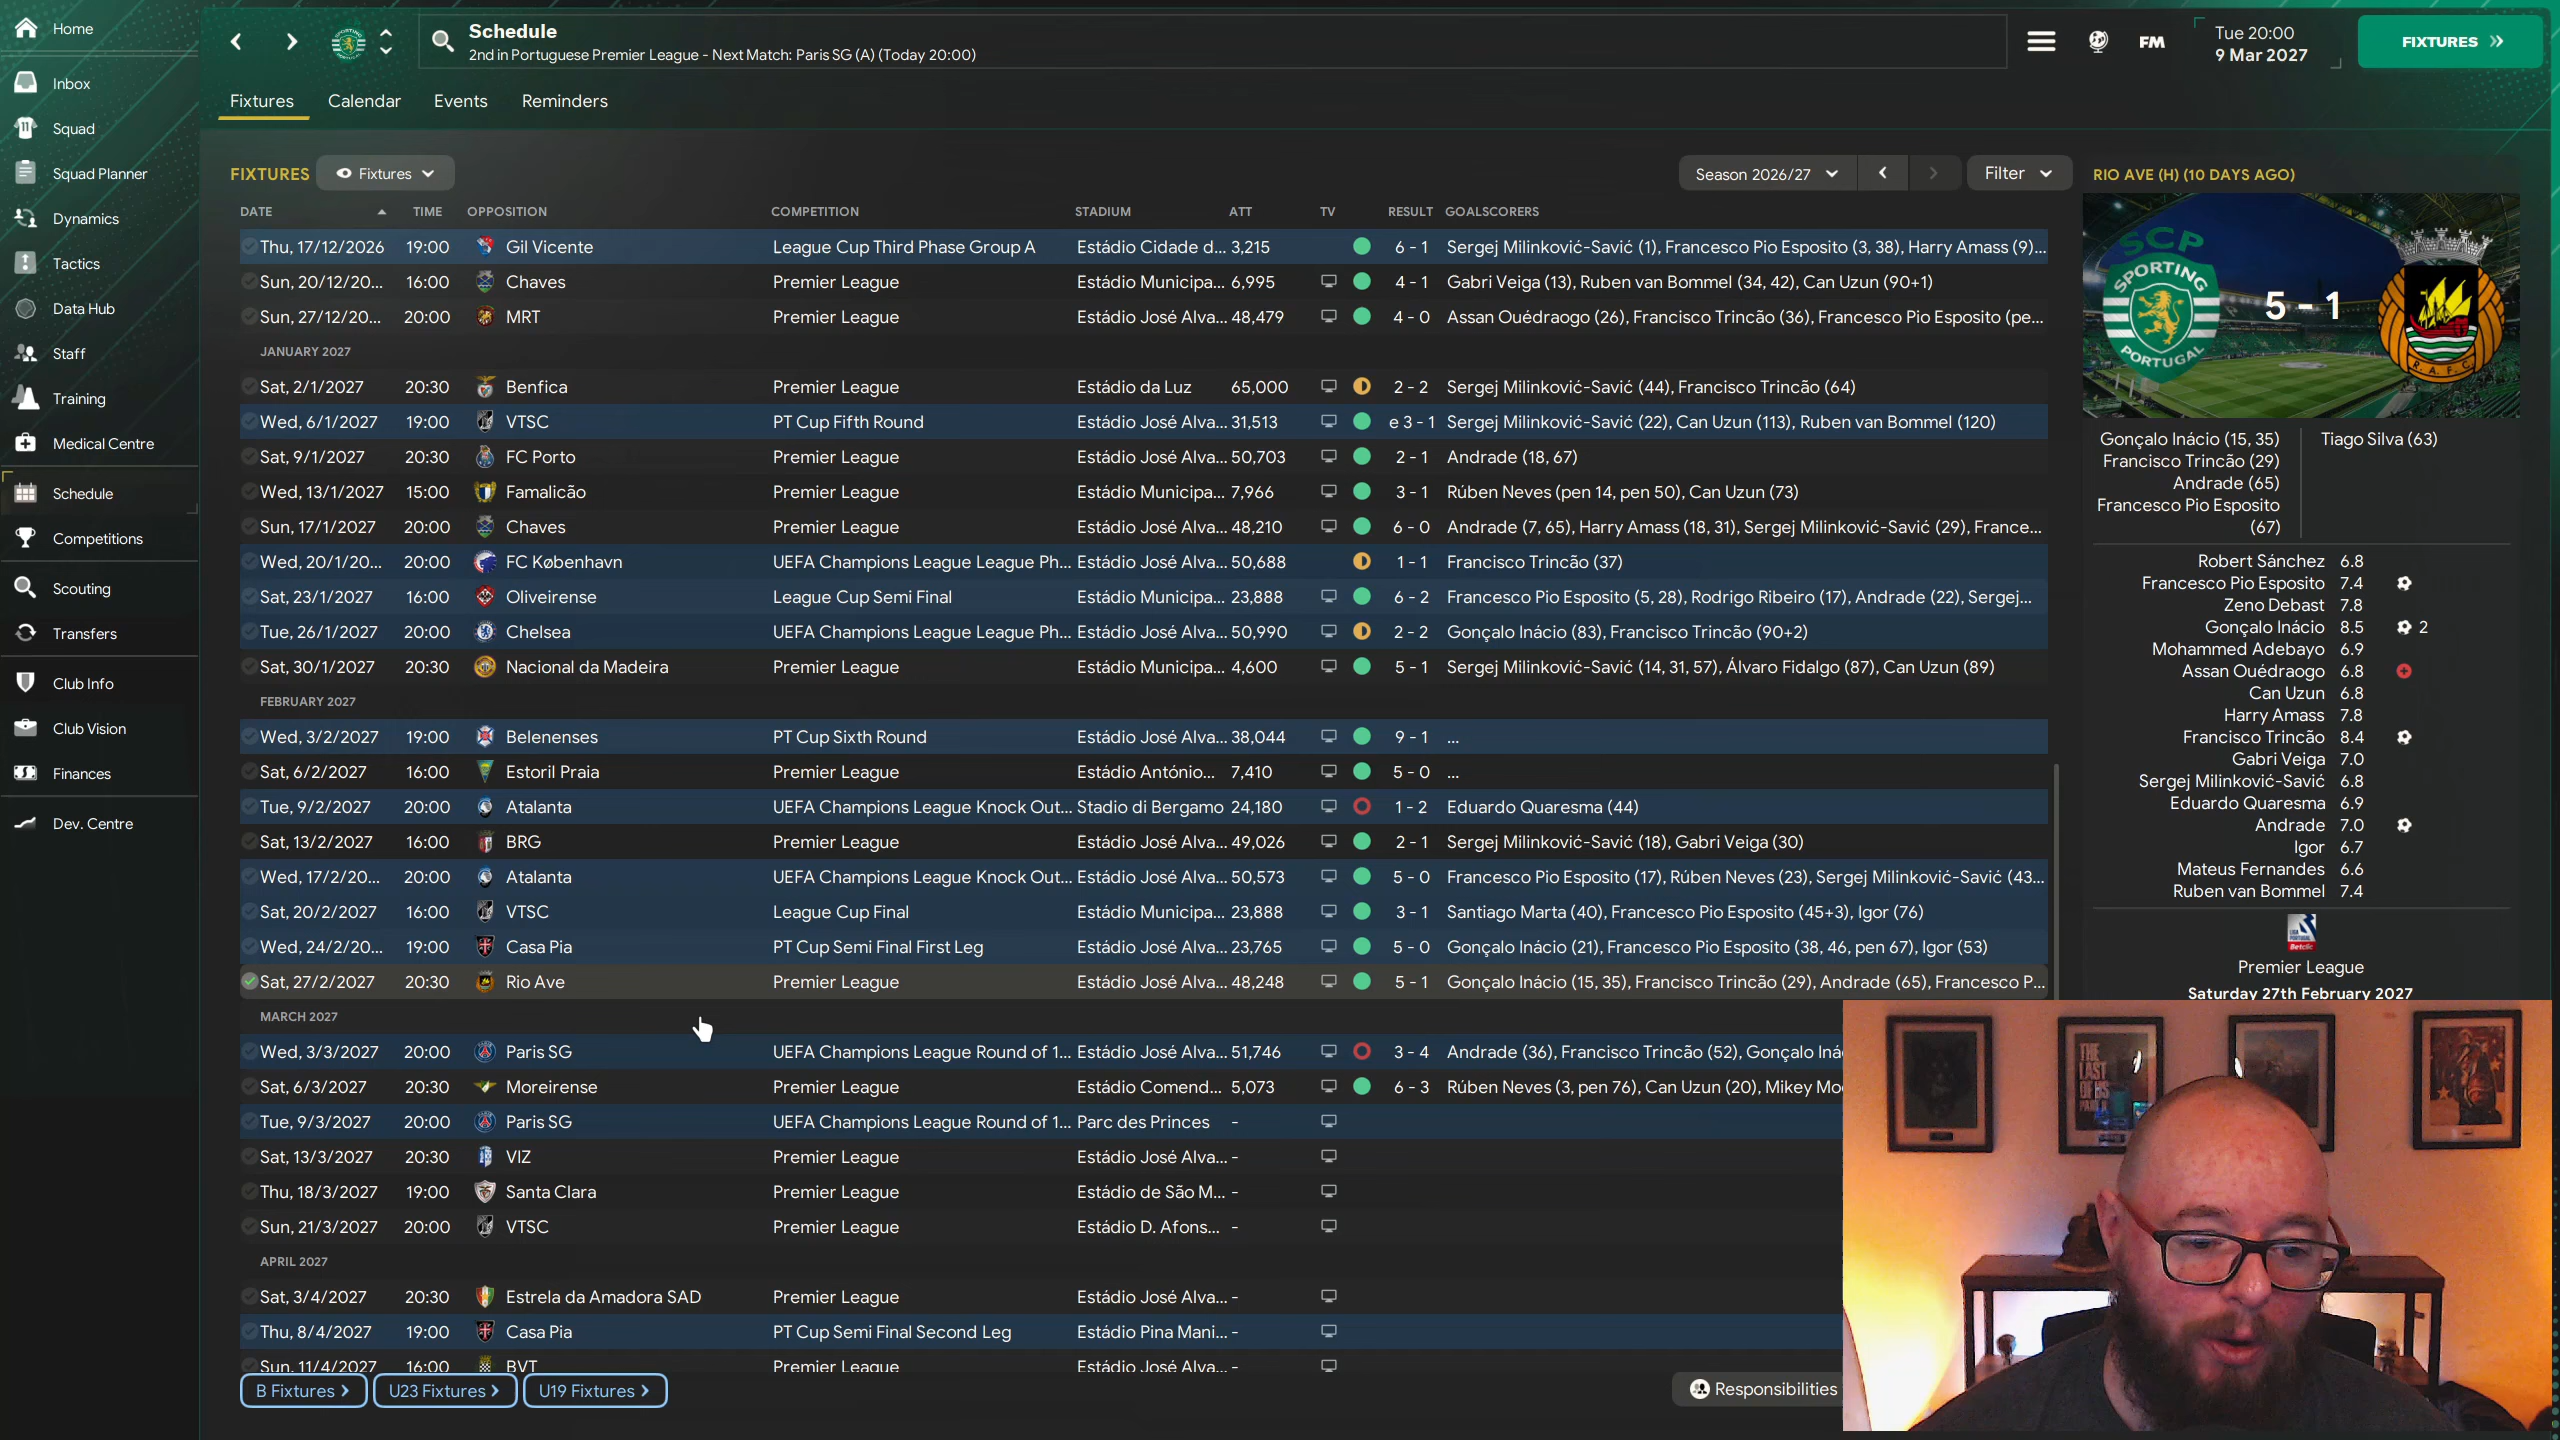 Home
Inbox
Squad
Squad Planner
Dynamics
Tactics
Data Hub
Staff
Training
Medical Centre
Schedule
Competitions
Scouting
Transfers
Club Info
Club Vision
Finances
Dev. Centre
Schedule
2nd in Portuguese Premier League - Next Match: Paris SG (A) (Today 20:00)
FM
Tue 20:00
9 Mar 2027
FIXTURES
Fixtures Calendar Events Reminders
FIXTURES Fixtures Season 2026/27 Filter
DATE TIME OPPOSITION COMPETITION STADIUM ATT TV RESULT GOALSCORERS
Thu, 17/12/2026 19:00 Gil Vicente League Cup Third Phase Group A Estádio Cidade d... 3,215 6 - 1 Sergej Milinković-Savić (1), Francesco Pio Esposito (3, 38), Harry Amass (9)...
Sun, 20/12/20... 16:00 Chaves Premier League Estádio Municipa... 6,995 4 - 1 Gabri Veiga (13), Ruben van Bommel (34, 42), Can Uzun (90+1)
Sun, 27/12/20... 20:00 MRT Premier League Estádio José Alva... 48,479 4 - 0 Assan Ouédraogo (26), Francisco Trincão (36), Francesco Pio Esposito (pe...
JANUARY 2027
Sat, 2/1/2027 20:30 Benfica Premier League Estádio da Luz 65,000 2 - 2 Sergej Milinković-Savić (44), Francisco Trincão (64)
Wed, 6/1/2027 19:00 VTSC PT Cup Fifth Round Estádio José Alva... 31,513 e 3 - 1 Sergej Milinković-Savić (22), Can Uzun (113), Ruben van Bommel (120)
Sat, 9/1/2027 20:30 FC Porto Premier League Estádio José Alva... 50,703 2 - 1 Andrade (18, 67)
Wed, 13/1/2027 15:00 Famalicão Premier League Estádio Municipa... 7,966 3 - 1 Rúben Neves (pen 14, pen 50), Can Uzun (73)
Sun, 17/1/2027 20:00 Chaves Premier League Estádio José Alva... 48,210 6 - 0 Andrade (7, 65), Harry Amass (18, 31), Sergej Milinković-Savić (29), France...
Wed, 20/1/20... 20:00 FC København UEFA Champions League League Ph... Estádio José Alva... 50,688 1 - 1 Francisco Trincão (37)
Sat, 23/1/2027 16:00 Oliveirense League Cup Semi Final Estádio Municipa... 23,888 6 - 2 Francesco Pio Esposito (5, 28), Rodrigo Ribeiro (17), Andrade (22), Sergej...
Tue, 26/1/2027 20:00 Chelsea UEFA Champions League League Ph... Estádio José Alva... 50,990 2 - 2 Gonçalo Inácio (83), Francisco Trincão (90+2)
Sat, 30/1/2027 20:30 Nacional da Madeira Premier League Estádio Municipa... 4,600 5 - 1 Sergej Milinković-Savić (14, 31, 57), Álvaro Fidalgo (87), Can Uzun (89)
FEBRUARY 2027
Wed, 3/2/2027 19:00 Belenenses PT Cup Sixth Round Estádio José Alva... 38,044 9 - 1 ...
Sat, 6/2/2027 16:00 Estoril Praia Premier League Estádio António... 7,410 5 - 0 ...
Tue, 9/2/2027 20:00 Atalanta UEFA Champions League Knock Out... Stadio di Bergamo 24,180 1 - 2 Eduardo Quaresma (44)
Sat, 13/2/2027 16:00 BRG Premier League Estádio José Alva... 49,026 2 - 1 Sergej Milinković-Savić (18), Gabri Veiga (30)
Wed, 17/2/20... 20:00 Atalanta UEFA Champions League Knock Out... Estádio José Alva... 50,573 5 - 0 Francesco Pio Esposito (17), Rúben Neves (23), Sergej Milinković-Savić (43...
Sat, 20/2/2027 16:00 VTSC League Cup Final Estádio Municipa... 23,888 3 - 1 Santiago Marta (40), Francesco Pio Esposito (45+3), Igor (76)
Wed, 24/2/20... 19:00 Casa Pia PT Cup Semi Final First Leg Estádio José Alva... 23,765 5 - 0 Gonçalo Inácio (21), Francesco Pio Esposito (38, 46, pen 67), Igor (53)
Sat, 27/2/2027 20:30 Rio Ave Premier League Estádio José Alva... 48,248 5 - 1 Gonçalo Inácio (15, 35), Francisco Trincão (29), Andrade (65), Francesco P...
MARCH 2027
Wed, 3/3/2027 20:00 Paris SG UEFA Champions League Round of 1... Estádio José Alva... 51,746 3 - 4 Andrade (36), Francisco Trincão (52), Gonçalo Iná
Sat, 6/3/2027 20:30 Moreirense Premier League Estádio Comend... 5,073 6 - 3 Rúben Neves (3, pen 76), Can Uzun (20), Mikey Mo
Tue, 9/3/2027 20:00 Paris SG UEFA Champions League Round of 1... Parc des Princes -
Sat, 13/3/2027 20:30 VIZ Premier League Estádio José Alva... -
Thu, 18/3/2027 19:00 Santa Clara Premier League Estádio de São M... -
Sun, 21/3/2027 20:00 VTSC Premier League Estádio D. Afons... -
APRIL 2027
Sat, 3/4/2027 20:30 Estrela da Amadora SAD Premier League Estádio José Alva... -
Thu, 8/4/2027 19:00 Casa Pia PT Cup Semi Final Second Leg Estádio Pina Mani... -
Sun, 11/4/2027 16:00 BVT Premier League Estádio José Alva... -
B Fixtures U23 Fixtures U19 Fixtures
Responsibilities
RIO AVE (H) (10 DAYS AGO)
SCP
SPORTING
PORTUGAL
5 - 1
R.A.F.C.
Gonçalo Inácio (15, 35)
Francisco Trincão (29)
Andrade (65)
Francesco Pio Esposito
(67)
Tiago Silva (63)
Robert Sánchez 6.8
Francesco Pio Esposito 7.4
Zeno Debast 7.8
Gonçalo Inácio 8.5 2
Mohammed Adebayo 6.9
Assan Ouédraogo 6.8
Can Uzun 6.8
Harry Amass 7.8
Francisco Trincão 8.4
Gabri Veiga 7.0
Sergej Milinković-Savić 6.8
Eduardo Quaresma 6.9
Andrade 7.0
Igor 6.7
Mateus Fernandes 6.6
Ruben van Bommel 7.4
Premier League
Saturday 27th February 2027
THE
LAST
OF US